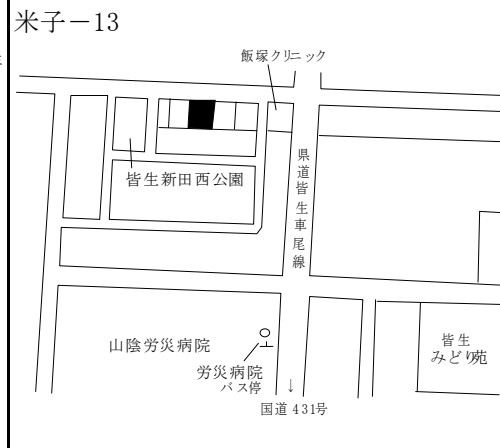 米子－13
飯塚クリニック
県道皆生車尾線
皆生新田西公園
山陰労災病院
労災病院
バス停
↓
国道431号
皆生
みどり苑